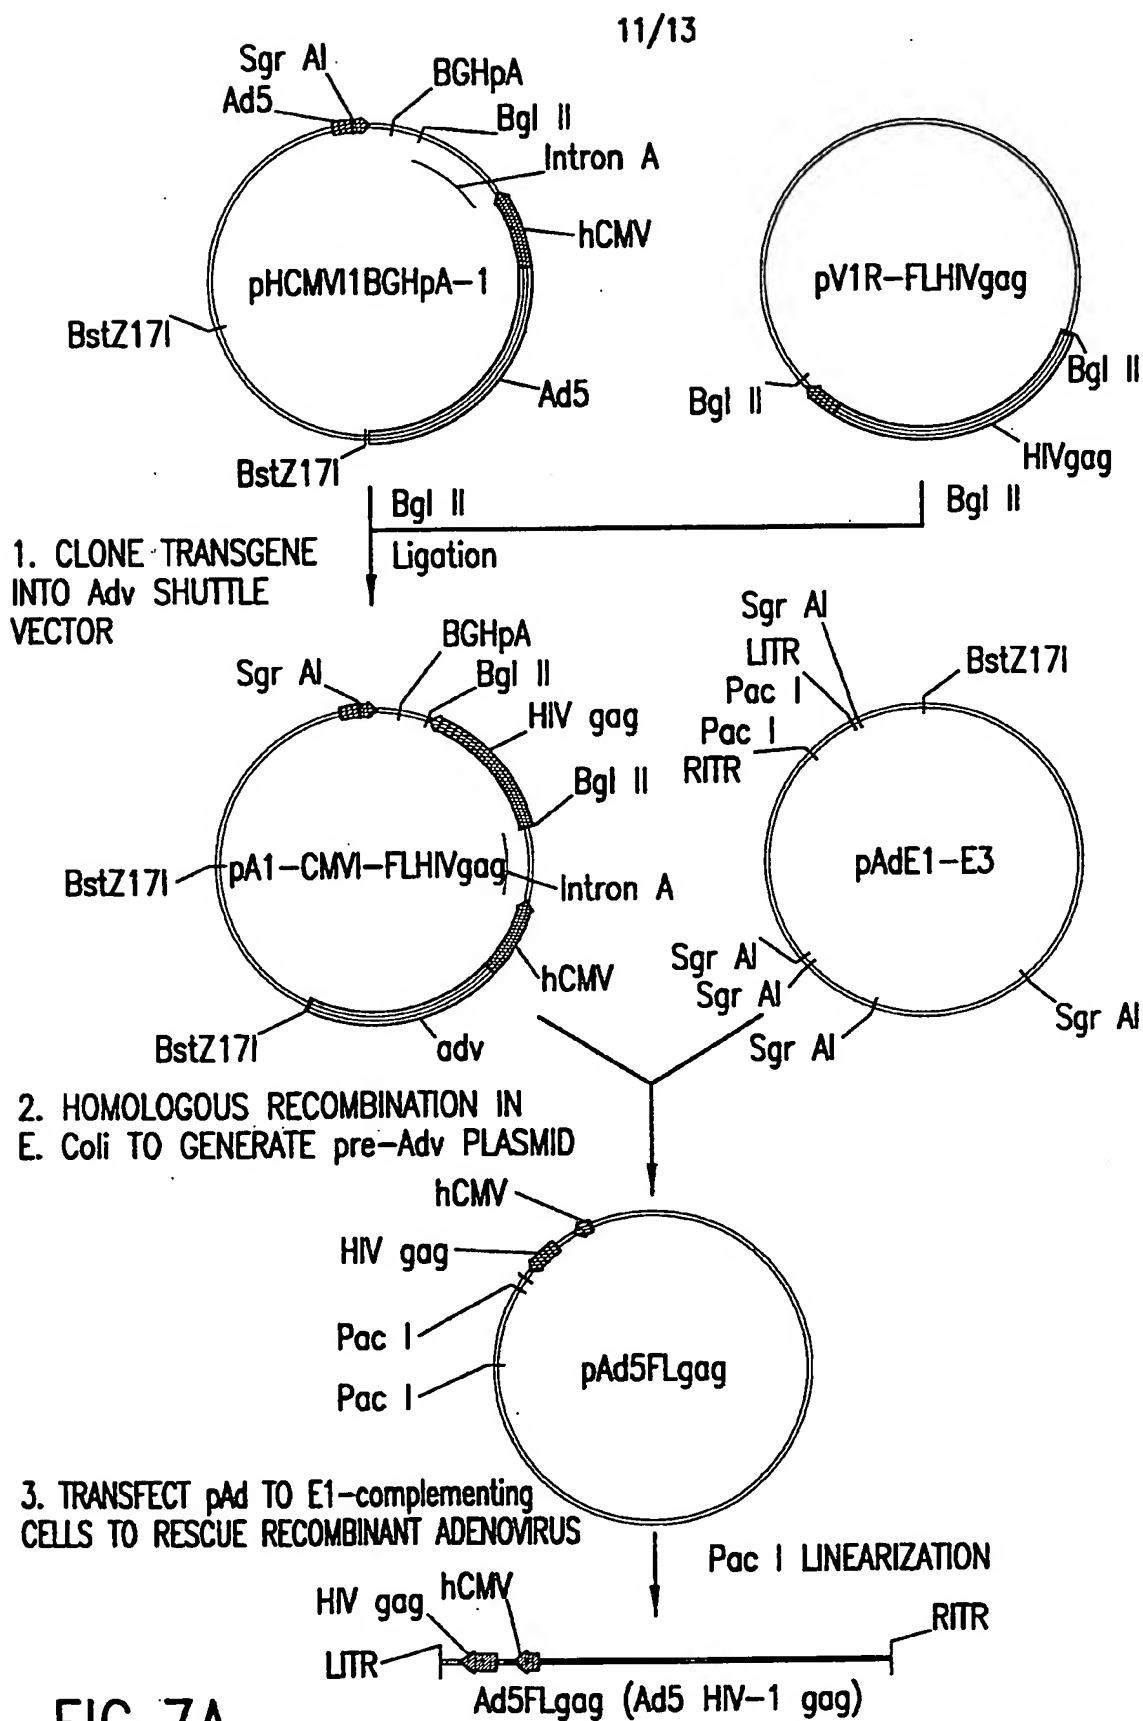 11/13
Sgr AI
Ad5
BGHpA
Bgl II
Intron A
hCMV
pHCMVI1BGHpA-1
BstZ17I
Ad5
BstZ17I
pV1R-FLHIVgag
Bgl II
Bgl II
HIVgag
Bgl II
Bgl II
Ligation
1. CLONE TRANSGENE
INTO Adv SHUTTLE
VECTOR
Sgr AI
BGHpA
Bgl II
HIV gag
Bgl II
pA1-CMVI-FLHIVgag
BstZ17I
Intron A
hCMV
adv
BstZ17I
Sgr AI
LITR
Pac I
Pac I
RITR
BstZ17I
pAdE1-E3
Sgr AI
Sgr AI
Sgr AI
Sgr AI
2. HOMOLOGOUS RECOMBINATION IN
E. Coli TO GENERATE pre-Adv PLASMID
hCMV
HIV gag
Pac I
Pac I
pAd5FLgag
3. TRANSFECT pAd TO E1-complementing
CELLS TO RESCUE RECOMBINANT ADENOVIRUS
Pac I LINEARIZATION
HIV gag
hCMV
LITR
RITR
Ad5FLgag (Ad5 HIV-1 gag)
FIG. 7A